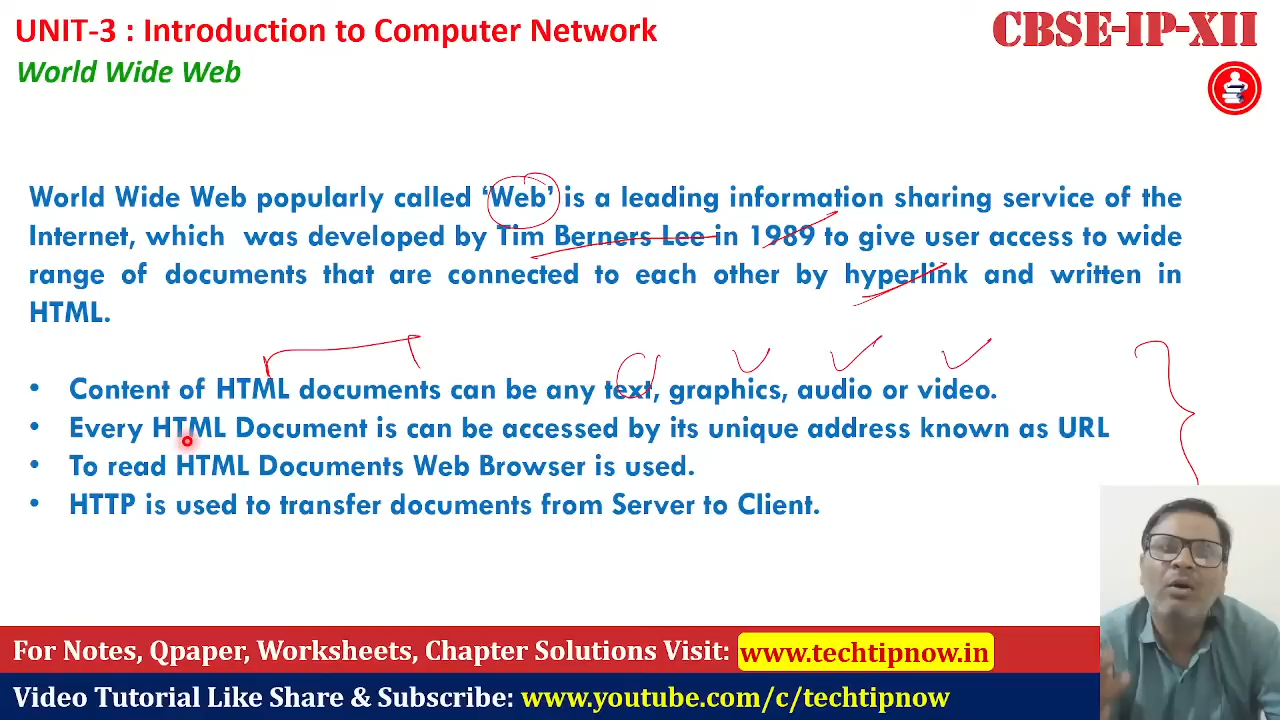 UNIT-3 : Introduction to Computer Network
CBSE-IP-XII
World Wide Web
World Wide Web popularly called ‘Web’ is a leading information sharing service of the
Internet, which was developed by Tim Berners Lee in 1989 to give user access to wide
range of documents that are connected to each other by hyperlink and written in
HTML.
• Content of HTML documents can be any text, graphics, audio or video.
• Every HTML Document is can be accessed by its unique address known as URL
• To read HTML Documents Web Browser is used.
• HTTP is used to transfer documents from Server to Client.
For Notes, Qpaper, Worksheets, Chapter Solutions Visit: www.techtipnow.in
Video Tutorial Like Share & Subscribe: www.youtube.com/c/techtipnow